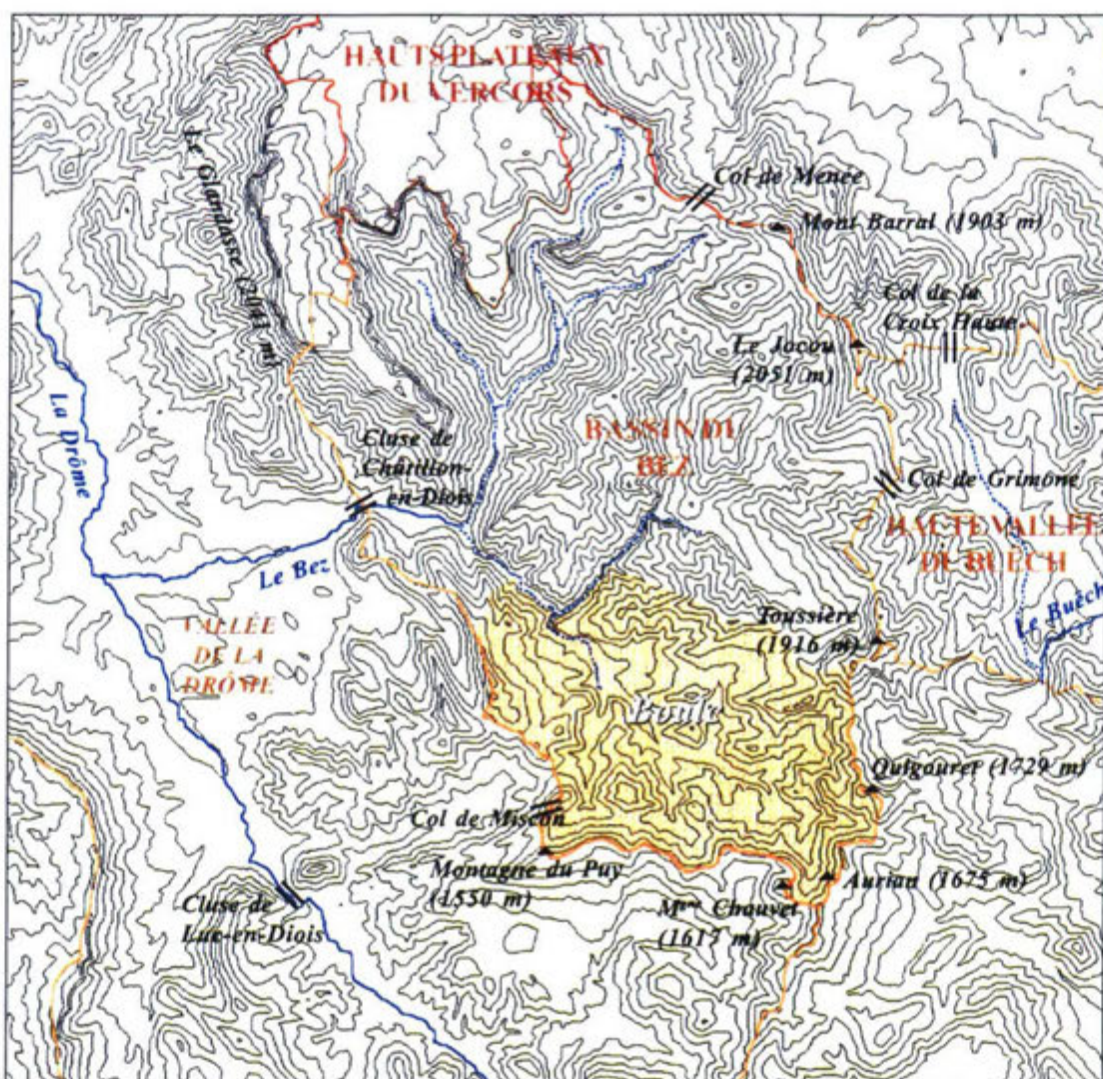 HAUTS PLATEAUX
DU VERCORS
Le Glandasse (2041 m)
Col de Menée
Mont Barral (1903 m)
Col de la
Croix Haute
Le Jocou
(2051 m)
La Drôme
Cluse de
Châtillon-
en-Diois
BASSIN DU
BEZ
Col de Grimone
HAUTE VALLÉE
DU BUËCH
Le Bez
Le Buëch
VALLÉE
DE LA
DRÔME
Toussière
(1916 m)
Boulc
Quigouret (1729 m)
Col de Miscon
Montagne du Puy
(1550 m)
Aurian (1675 m)
Chauvet
(1617 m)
Cluse de
Luc-en-Diois